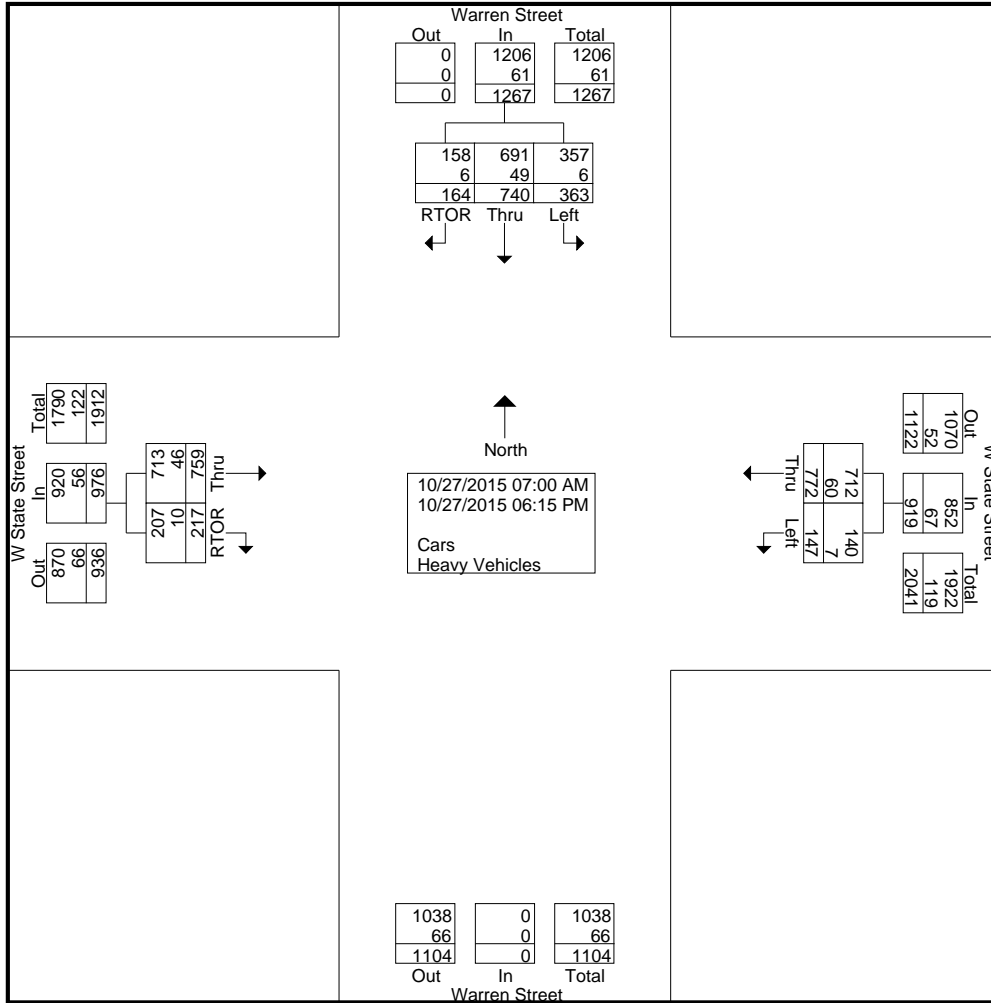 Warren Street
Out In Total
0 1206 1206
0 61 61
0 1267 1267
158 691 357
6 49 6
164 740 363
RTOR Thru Left
W State Street
Total In Out
1790 122 1912
920 56 976
870 66 936
Thru RTOR
713 46 759
207 10 217
North
10/27/2015 07:00 AM
10/27/2015 06:15 PM
Cars
Heavy Vehicles
W State Street
Out In Total
1070 52 1122
852 67 919
1922 119 2041
Thru Left
712 60 772
140 7 147
1038 0 1038
66 0 66
1104 0 1104
Out In Total
Warren Street